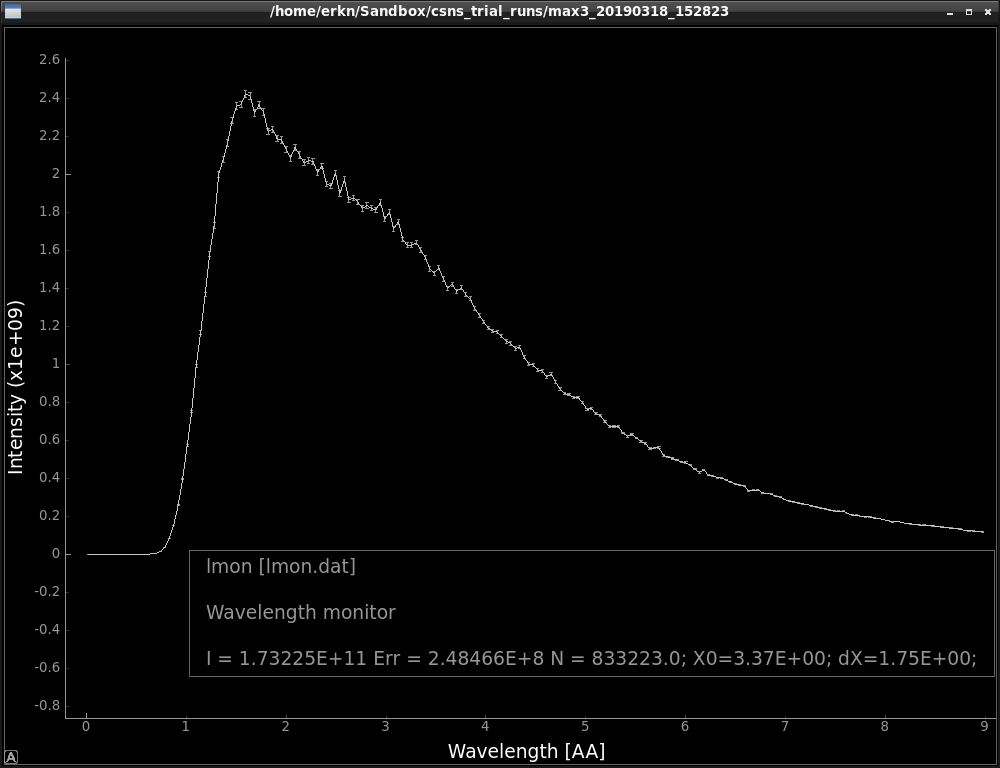 /home/erkn/Sandbox/csns_trial_runs/max3_20190318_152823
2.6
2.4
2.2
2
1.8
1.6
1.4
1.2
1
0.8
0.6
0.4
0.2
0
-0.2
-0.4
-0.6
-0.8
Intensity (x1e+09)
lmon [lmon.dat]
Wavelength monitor
I = 1.73225E+11 Err = 2.48466E+8 N = 833223.0; X0=3.37E+00; dX=1.75E+00;
0 1 2 3 4 5 6 7 8 9
Wavelength [AA]
A